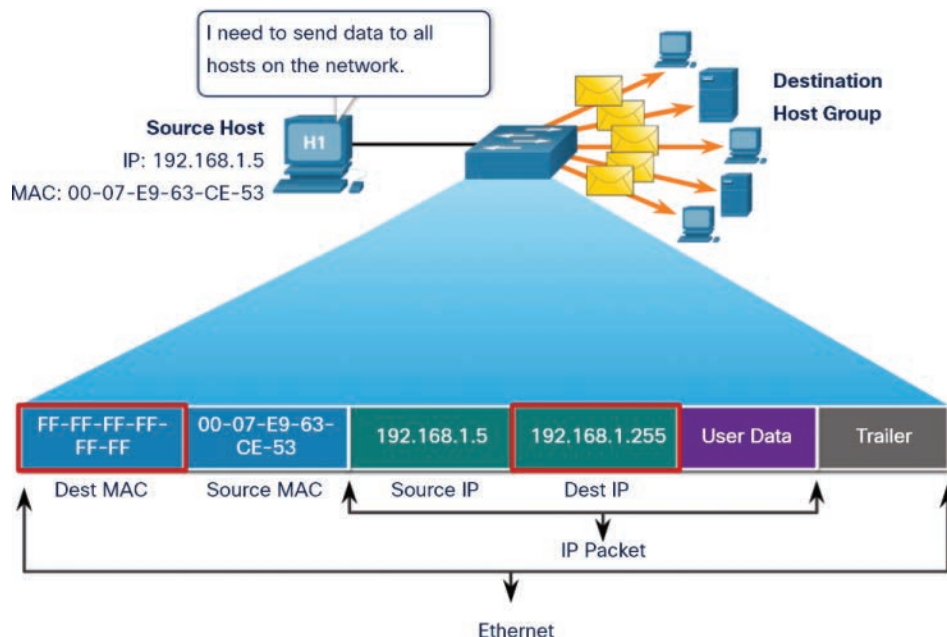 I need to send data to all
hosts on the network.
Source Host
IP: 192.168.1.5
MAC: 00-07-E9-63-CE-53
H1
Destination
Host Group
FF-FF-FF-FF-
FF-FF
00-07-E9-63-
CE-53
192.168.1.5
192.168.1.255
User Data
Trailer
Dest MAC
Source MAC
Source IP
Dest IP
IP Packet
Ethernet